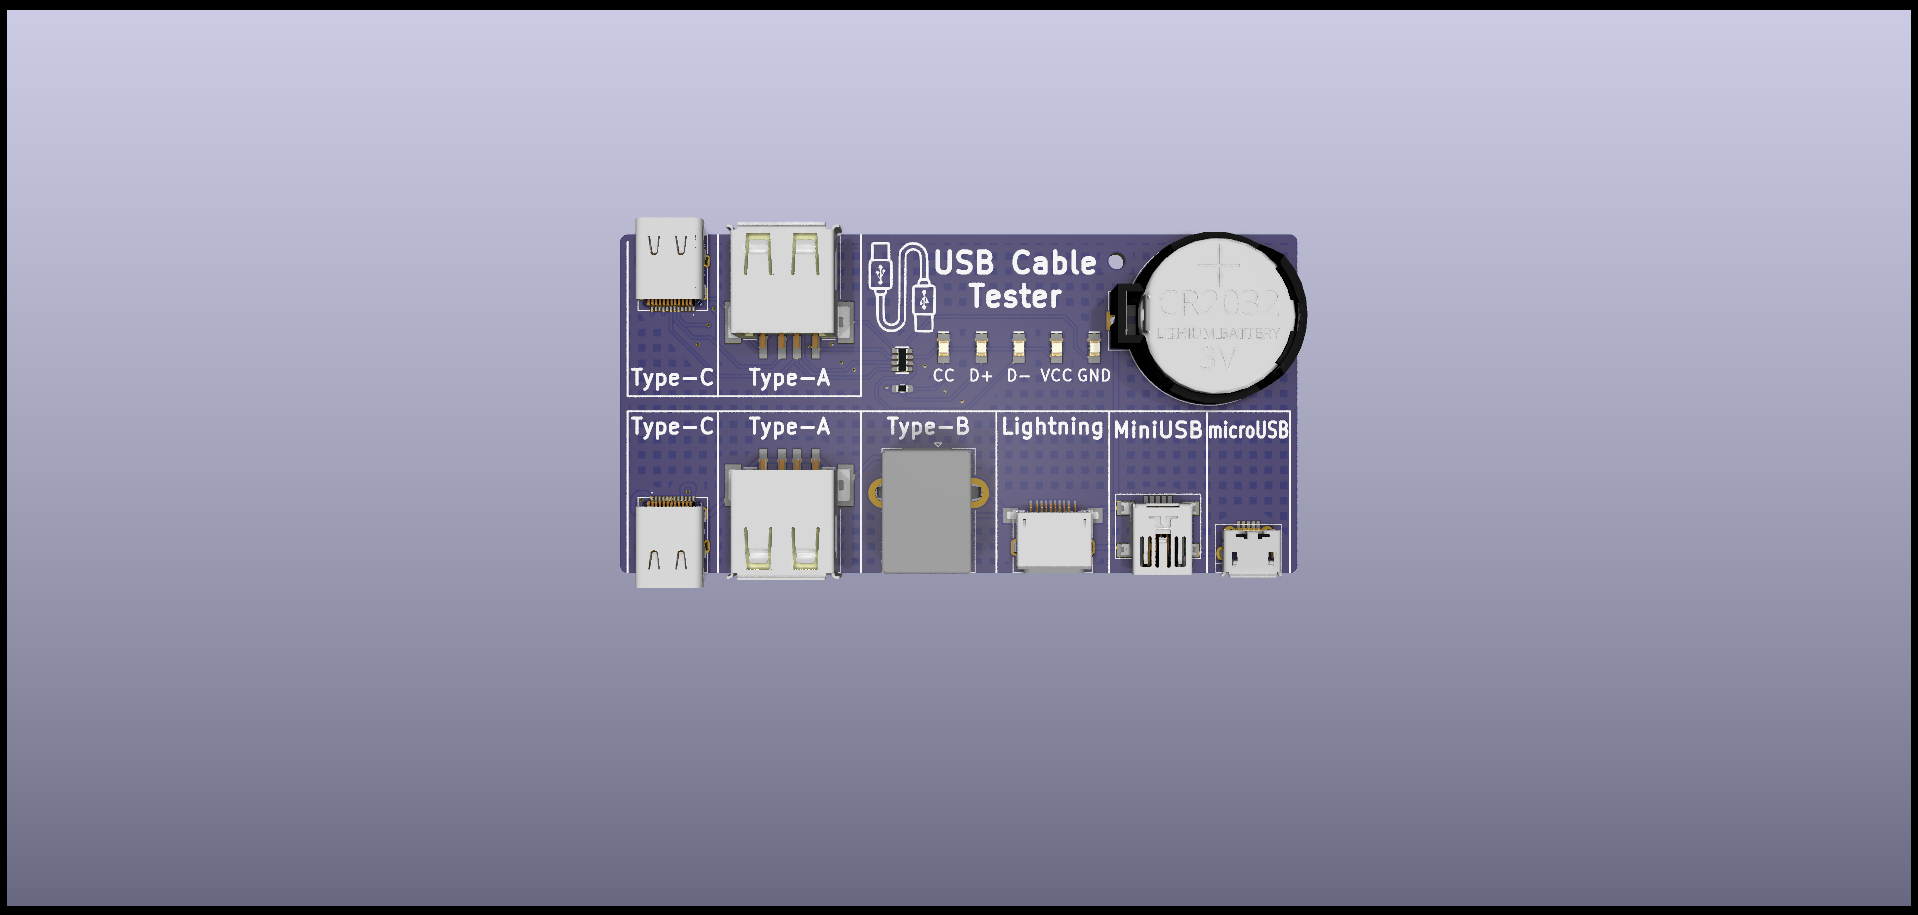 USB Cable
Tester
CR2032
LITHIUM BATTERY
3V
CC D+ D- VCC GND
Type-C Type-A
Type-C Type-A Type-B Lightning MiniUSB microUSB